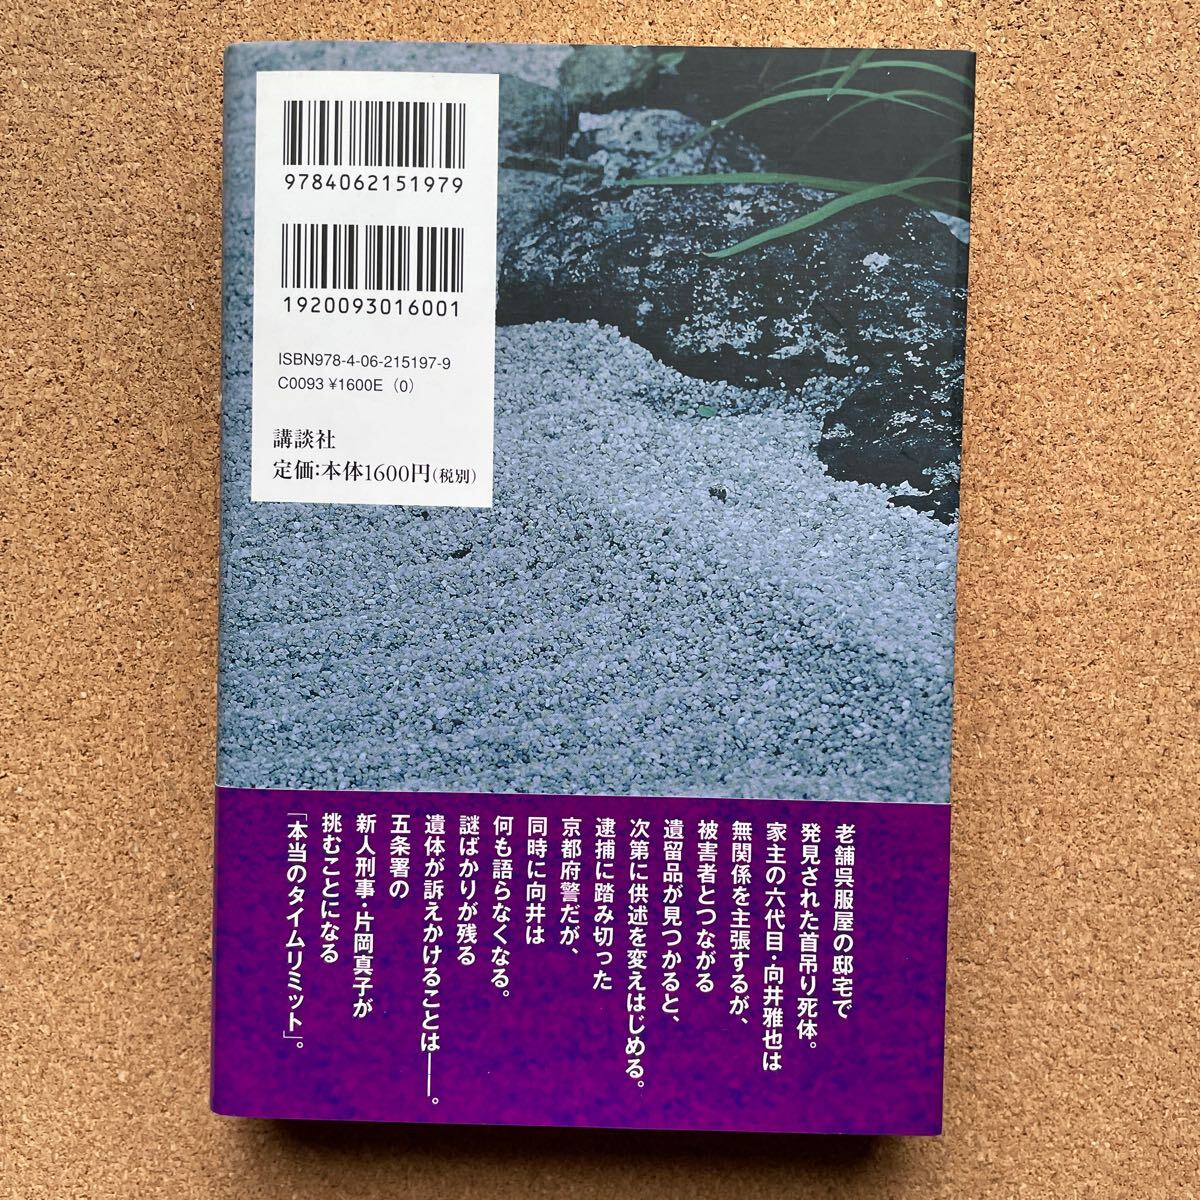 9784062151979
1920093016001
ISBN978-4-06-215197-9
C0093 ¥1600E (0)
講談社
定価:本体1600円(税別)
老舗呉服屋の邸宅で
発見された首吊り死体。
家主の六代目・向井雅也は
無関係を主張するが、
被害者とつながる
遺留品が見つかると、
次第に供述を変えはじめる。
逮捕に踏み切った
京都府警だが、
同時に向井は
何も語らなくなる。
謎ばかりが残る
遺体が訴えかけることは――。
五条署の
新人刑事・片岡真子が
挑むことになる
「本当のタイムリミット」。